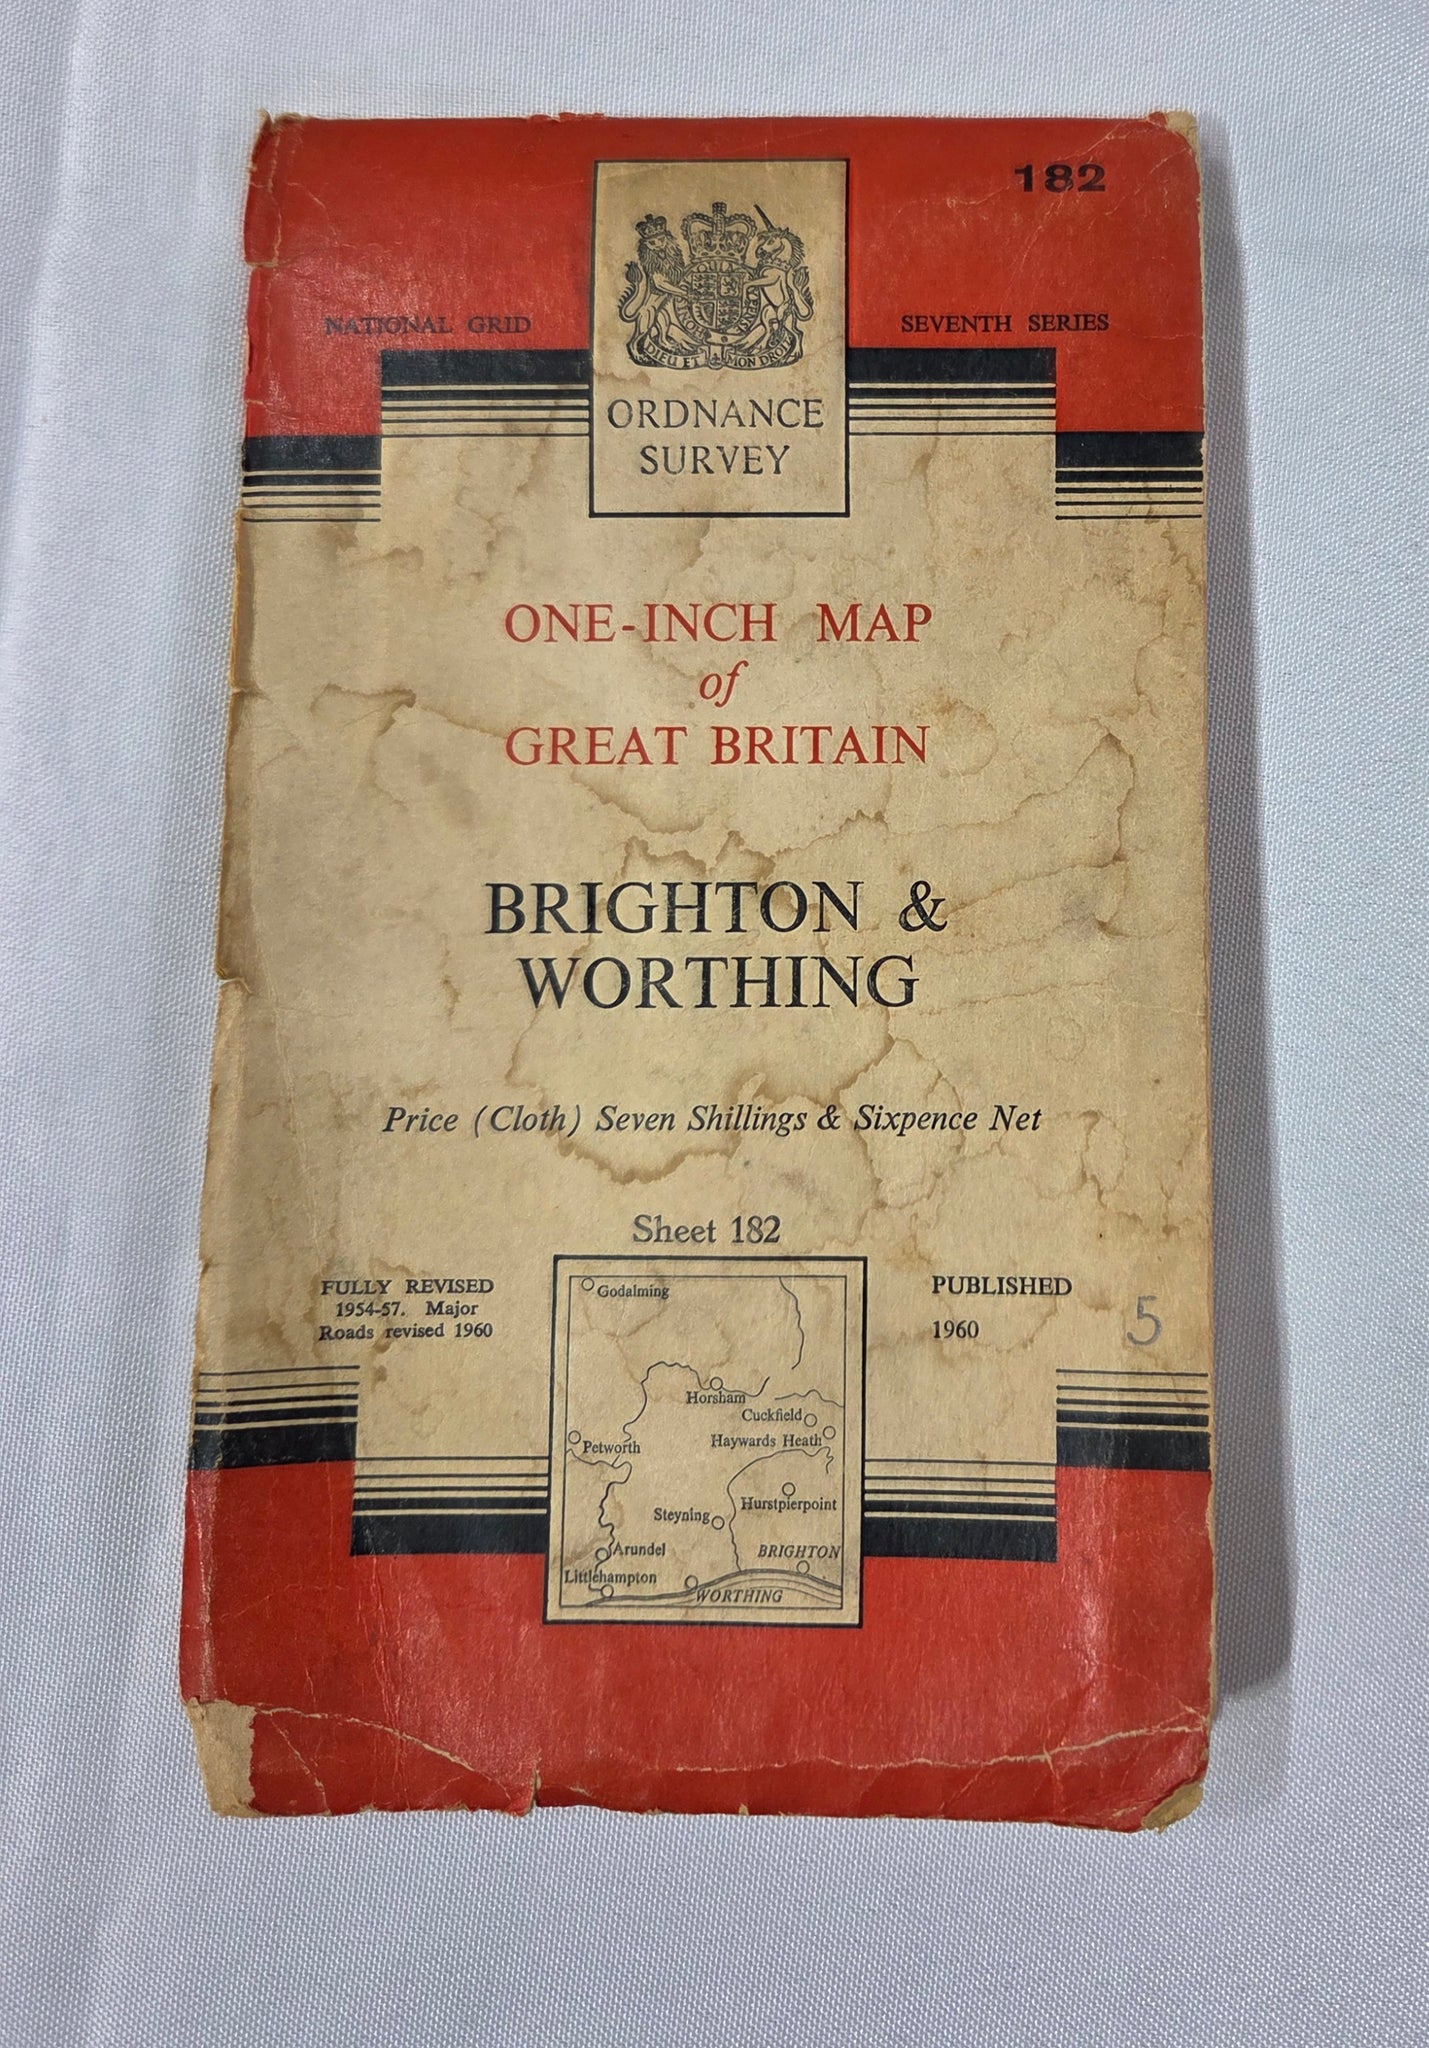 182
NATIONAL GRID
SEVENTH SERIES
DIEU ET MON DROIT
ORDNANCE
SURVEY
ONE-INCH MAP
of
GREAT BRITAIN
BRIGHTON &
WORTHING
Price (Cloth) Seven Shillings & Sixpence Net
Sheet 182
FULLY REVISED
1954-57. Major
Roads revised 1960
PUBLISHED
1960
5
Godalming
Horsham
Cuckfield
Haywards Heath
Petworth
Hurstpierpoint
Steyning
Arundel
BRIGHTON
Littlehampton
WORTHING